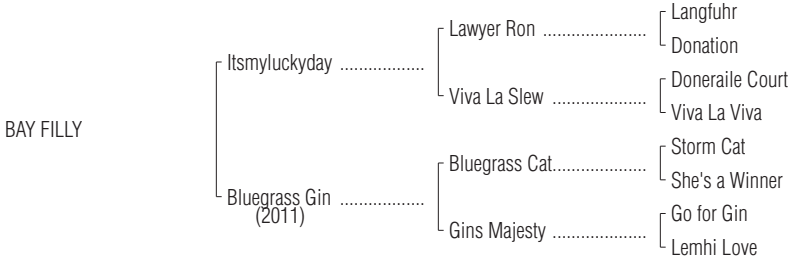 Langfuhr
Lawyer Ron ......................
Donation
Itsmyluckyday ..................
Doneraile Court
Viva La Slew ....................
Viva La Viva
BAY FILLY
Storm Cat
Bluegrass Cat....................
She's a Winner
Bluegrass Gin ..................
(2011)
Go for Gin
Gins Majesty ....................
Lemhi Love